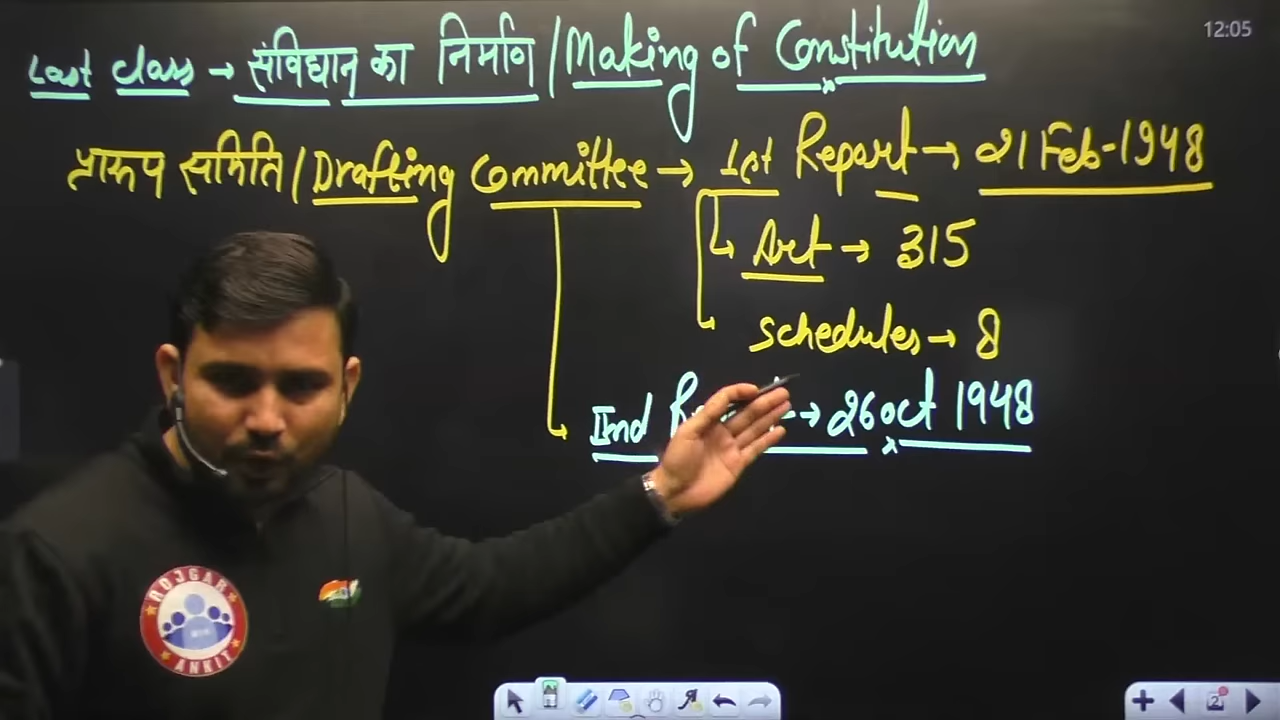 12:05
Last class → संविधान का निर्माण / Making of Constitution
प्रारूप समिति / Drafting Committee → 1st Report → 21 Feb-1948
Art → 315
Schedules → 8
IInd → 26 oct 1948
ROJGAR
ANKIT
2